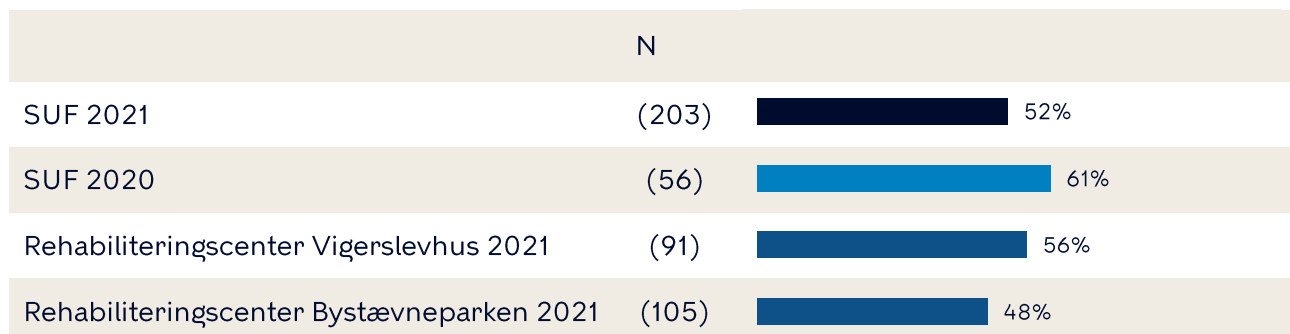 N
SUF 2021 (203) 52%
SUF 2020 (56) 61%
Rehabiliteringscenter Vigerslevhus 2021 (91) 56%
Rehabiliteringscenter Bystævneparken 2021 (105) 48%